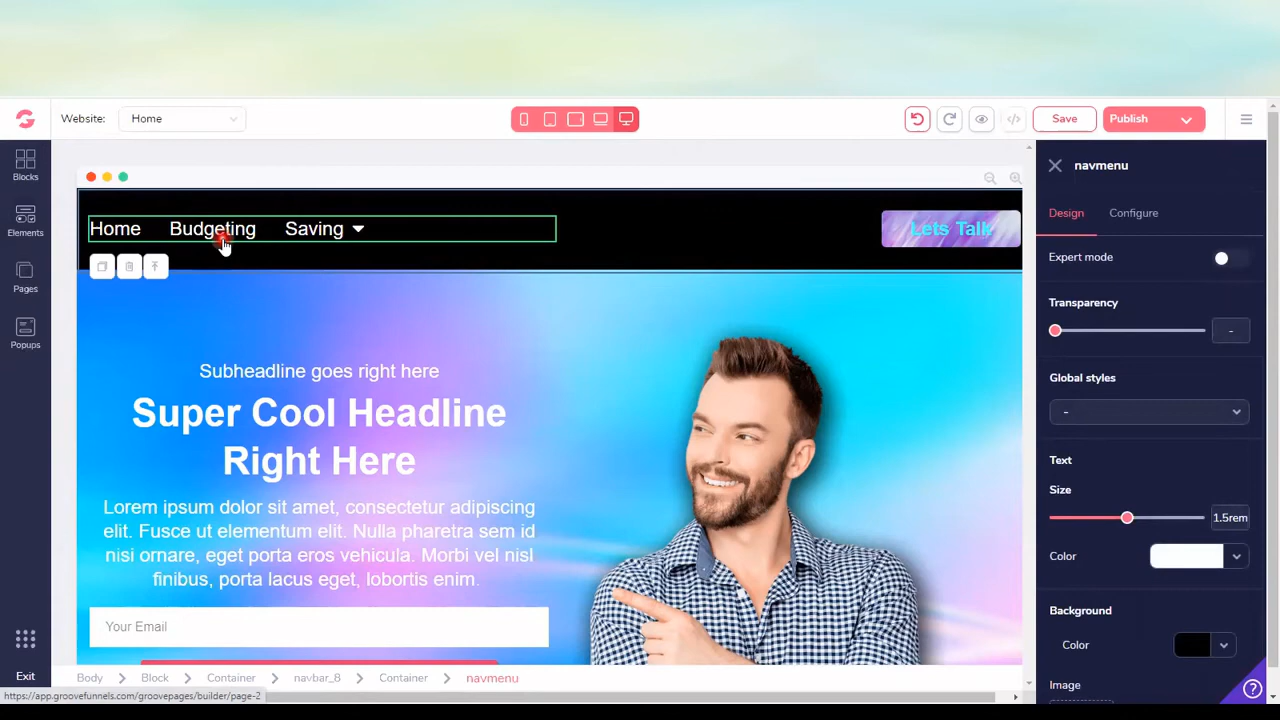 Website:
Home
Save
Publish
Blocks
Elements
Pages
Popups
Exit
Home Budgeting Saving
Lets Talk
Subheadline goes right here
Super Cool Headline
Right Here
Lorem ipsum dolor sit amet, consectetur adipiscing
elit. Fusce ut elementum elit. Nulla pharetra sem id
nisi ornare, eget porta eros vehicula. Morbi vel nisl
finibus, porta lacus eget, lobortis enim.
Your Email
Body Block Container navbar_8 Container navmenu
https://app.groovefunnels.com/groovepages/builder/page-2
navmenu
Design Configure
Expert mode
Transparency
-
Global styles
-
Text
Size
1.5rem
Color
Background
Color
Image